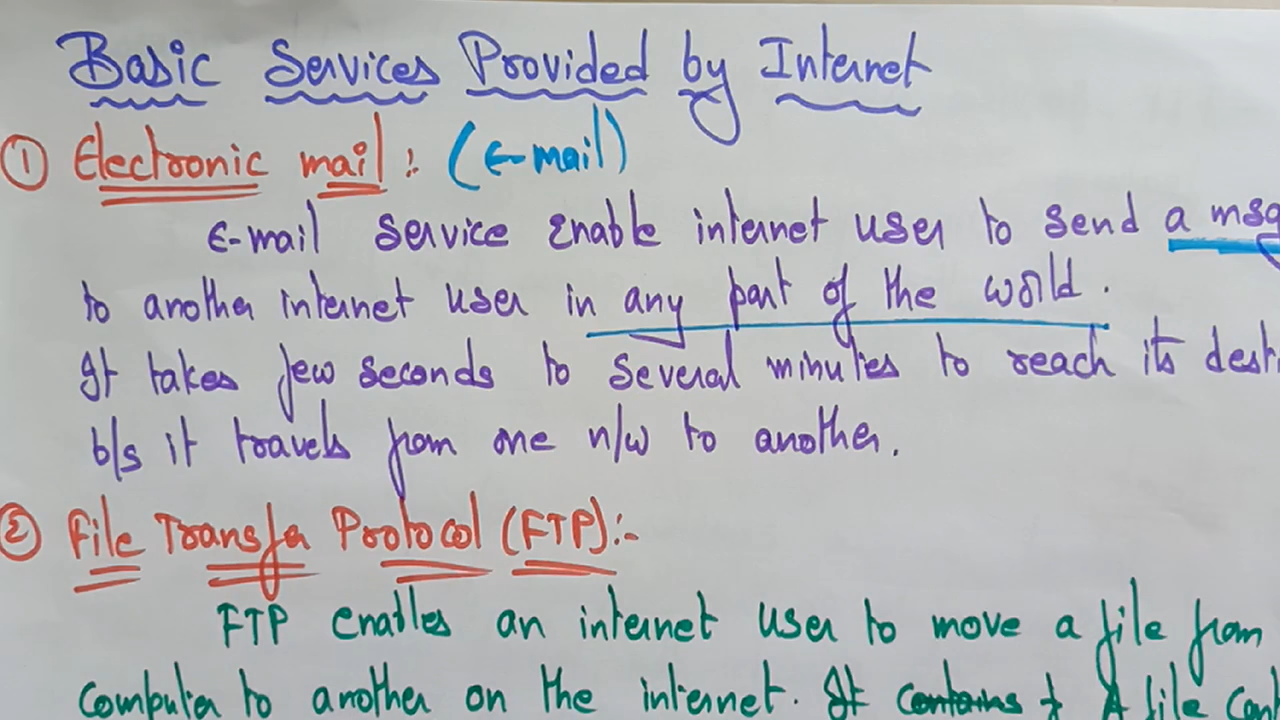 Basic Services Provided by Internet
① Electronic mail :- (E-mail)
E-mail service enable internet user to send a msg
to another internet user in any part of the world.
It takes few seconds to several minutes to reach its desti
b/s it travels from one n/w to another.
② File Transfer Protocol (FTP):-
FTP enables an internet user to move a file from
computer to another on the internet. It contains A file cont